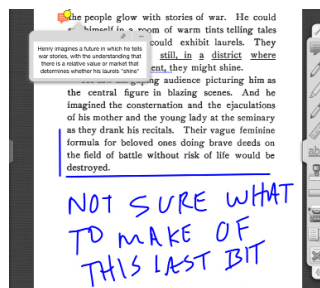 the people glow with stories of war. He could
in a room of warm tints telling tales
could exhibit laurels. They
still, in a district where
they might shine.
Henry imagines a future in which he tells
war stories, with the understanding that
there is a relative value or market that
determines whether his laurels "shine"
audience picturing him as
the central figure in blazing scenes. And he
imagined the consternation and the ejaculations
of his mother and the young lady at the seminary
as they drank his recitals. Their vague feminine
formula for beloved ones doing brave deeds on
the field of battle without risk of life would be
destroyed.
NOT SURE WHAT
TO MAKE OF
THIS LAST BIT